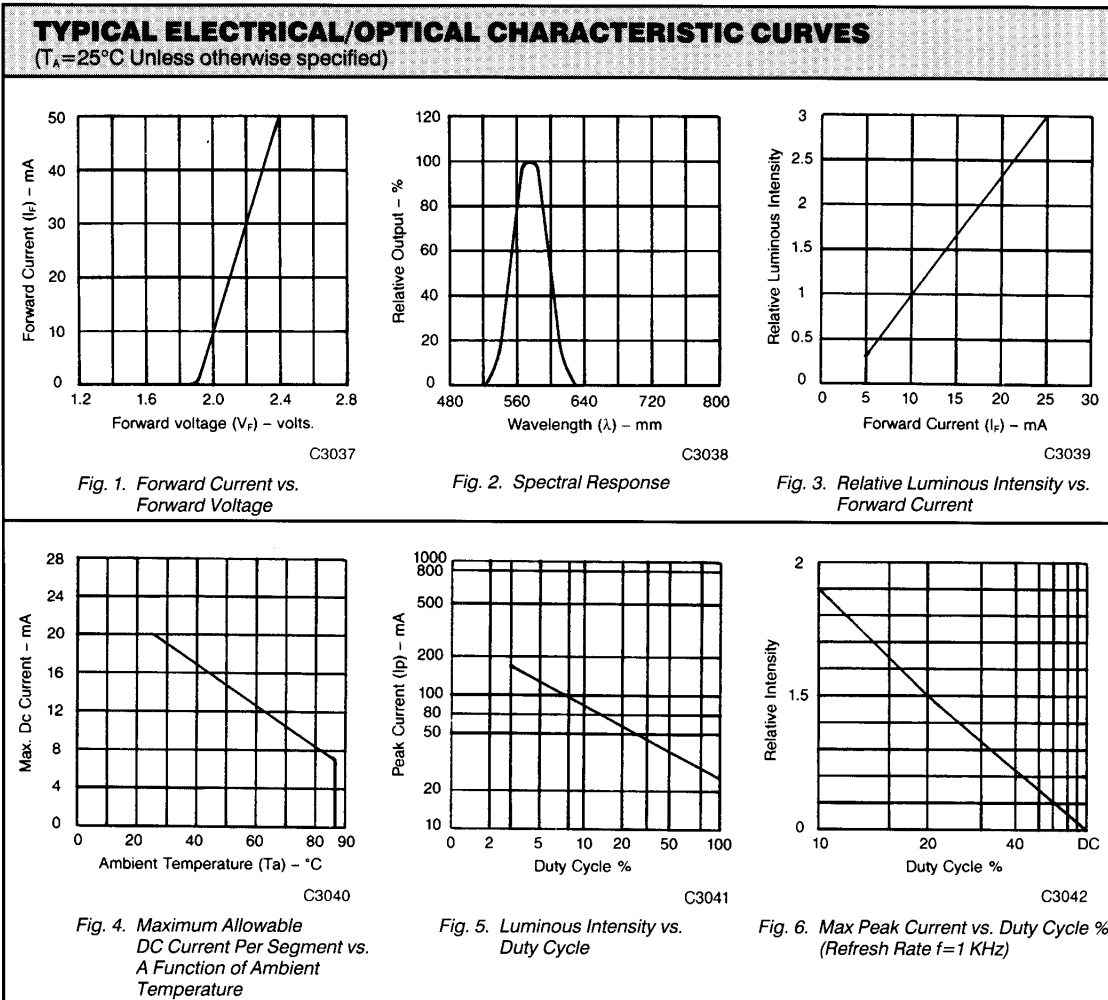 TYPICAL ELECTRICAL/OPTICAL CHARACTERISTIC CURVES
(TA=25°C Unless otherwise specified)
50
40
30
20
10
0
1.2
1.6
2.0
2.4
2.8
Forward Current (IF) – mA
Forward voltage (VF) – volts.
C3037
Fig. 1. Forward Current vs.
Forward Voltage
120
100
80
60
40
20
0
480
560
640
720
800
Relative Output – %
Wavelength (λ) – mm
C3038
Fig. 2. Spectral Response
3
2.5
2
1.5
1
0.5
0
0
5
10
15
20
25
30
Relative Luminous Intensity
Forward Current (IF) – mA
C3039
Fig. 3. Relative Luminous Intensity vs.
Forward Current
28
24
20
16
12
8
4
0
0
20
40
60
80
90
Max. Dc Current – mA
Ambient Temperature (Ta) – °C
C3040
Fig. 4. Maximum Allowable
DC Current Per Segment vs.
A Function of Ambient
Temperature
1000
800
500
200
100
80
50
20
10
0
2
5
10
20
50
100
Peak Current (Ip) – mA
Duty Cycle %
C3041
Fig. 5. Luminous Intensity vs.
Duty Cycle
2
1.5
0
10
20
40
DC
Relative Intensity
Duty Cycle %
C3042
Fig. 6. Max Peak Current vs. Duty Cycle %
(Refresh Rate f=1 KHz)